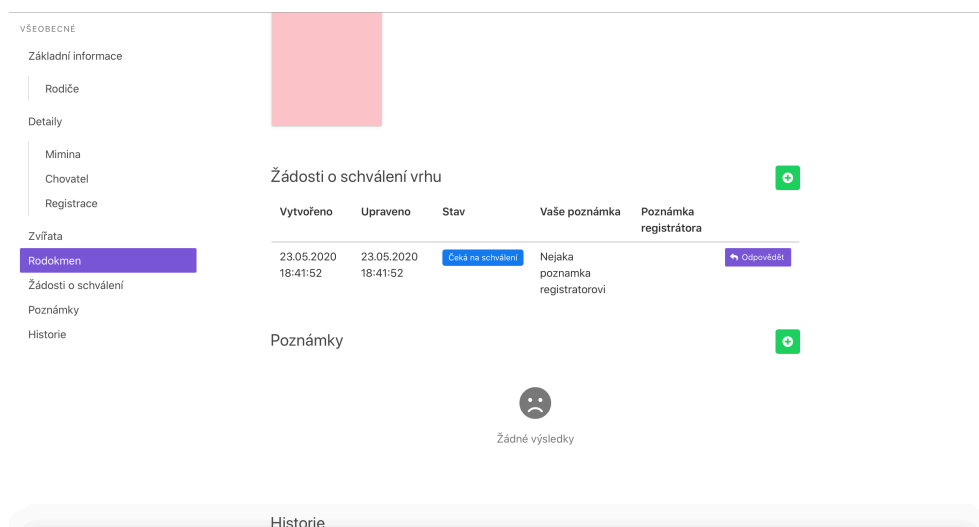 VŠEOBECNÉ
Základní informace
Rodiče
Detaily
Mimina
Chovatel
Registrace
Zvířata
Rodokmen
Žádosti o schválení
Poznámky
Historie
Žádosti o schválení vrhu
Vytvořeno Upraveno Stav Vaše poznámka Poznámka
registrátora
23.05.2020 23.05.2020 Čeká na schválení Nejaka Odpovědět
18:41:52 18:41:52 poznamka
registratorovi
Poznámky
Žádné výsledky
Historie